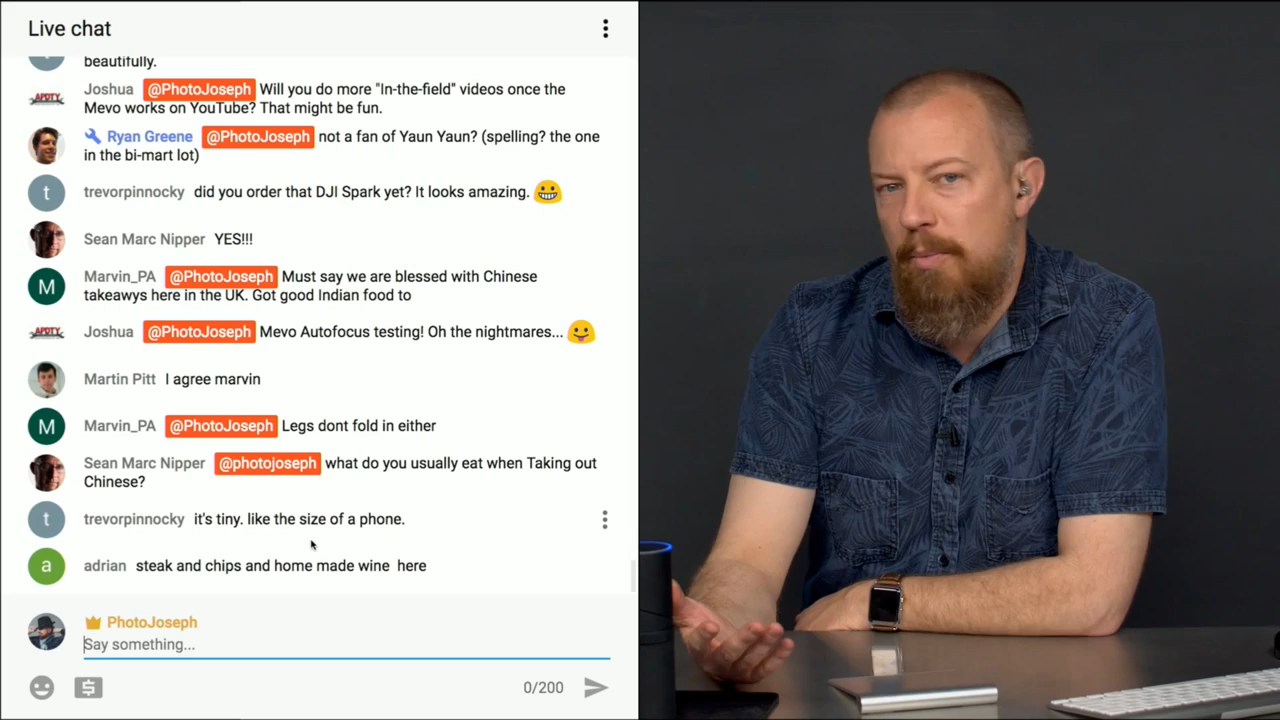 Live chat
beautifully.
Joshua @PhotoJoseph Will you do more "In-the-field" videos once the
Mevo works on YouTube? That might be fun.
Ryan Greene @PhotoJoseph not a fan of Yaun Yaun? (spelling? the one
in the bi-mart lot)
t trevorpinnocky did you order that DJI Spark yet? It looks amazing.
Sean Marc Nipper YES!!!
M Marvin_PA @PhotoJoseph Must say we are blessed with Chinese
takeawys here in the UK. Got good Indian food to
Joshua @PhotoJoseph Mevo Autofocus testing! Oh the nightmares...
Martin Pitt I agree marvin
M Marvin_PA @PhotoJoseph Legs dont fold in either
Sean Marc Nipper @photojoseph what do you usually eat when Taking out
Chinese?
t trevorpinnocky it's tiny. like the size of a phone.
a adrian steak and chips and home made wine here
PhotoJoseph
Say something...
0/200